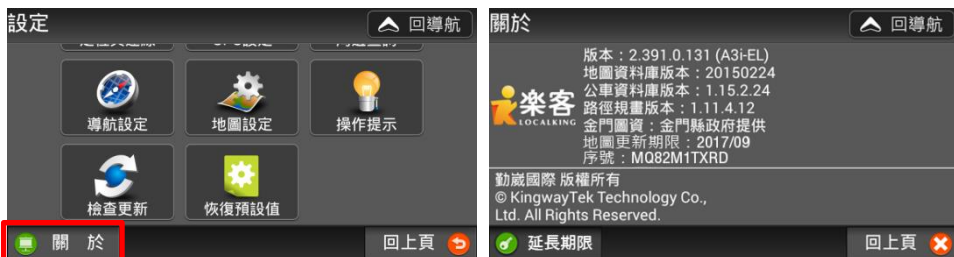 設定
回導航
導航設定
地圖設定
操作提示
檢查更新
恢復預設值
關 於
回上頁
關於
回導航
版本：2.391.0.131 (A3i-EL)
地圖資料庫版本：20150224
公車資料庫版本：1.15.2.24
路徑規畫版本：1.11.4.12
金門圖資：金門縣政府提供
地圖更新期限：2017/09
序號：MQ82M1TXRD
楽客
LOCALKING
勤崴國際 版權所有
© KingwayTek Technology Co.,
Ltd. All Rights Reserved.
延長期限
回上頁